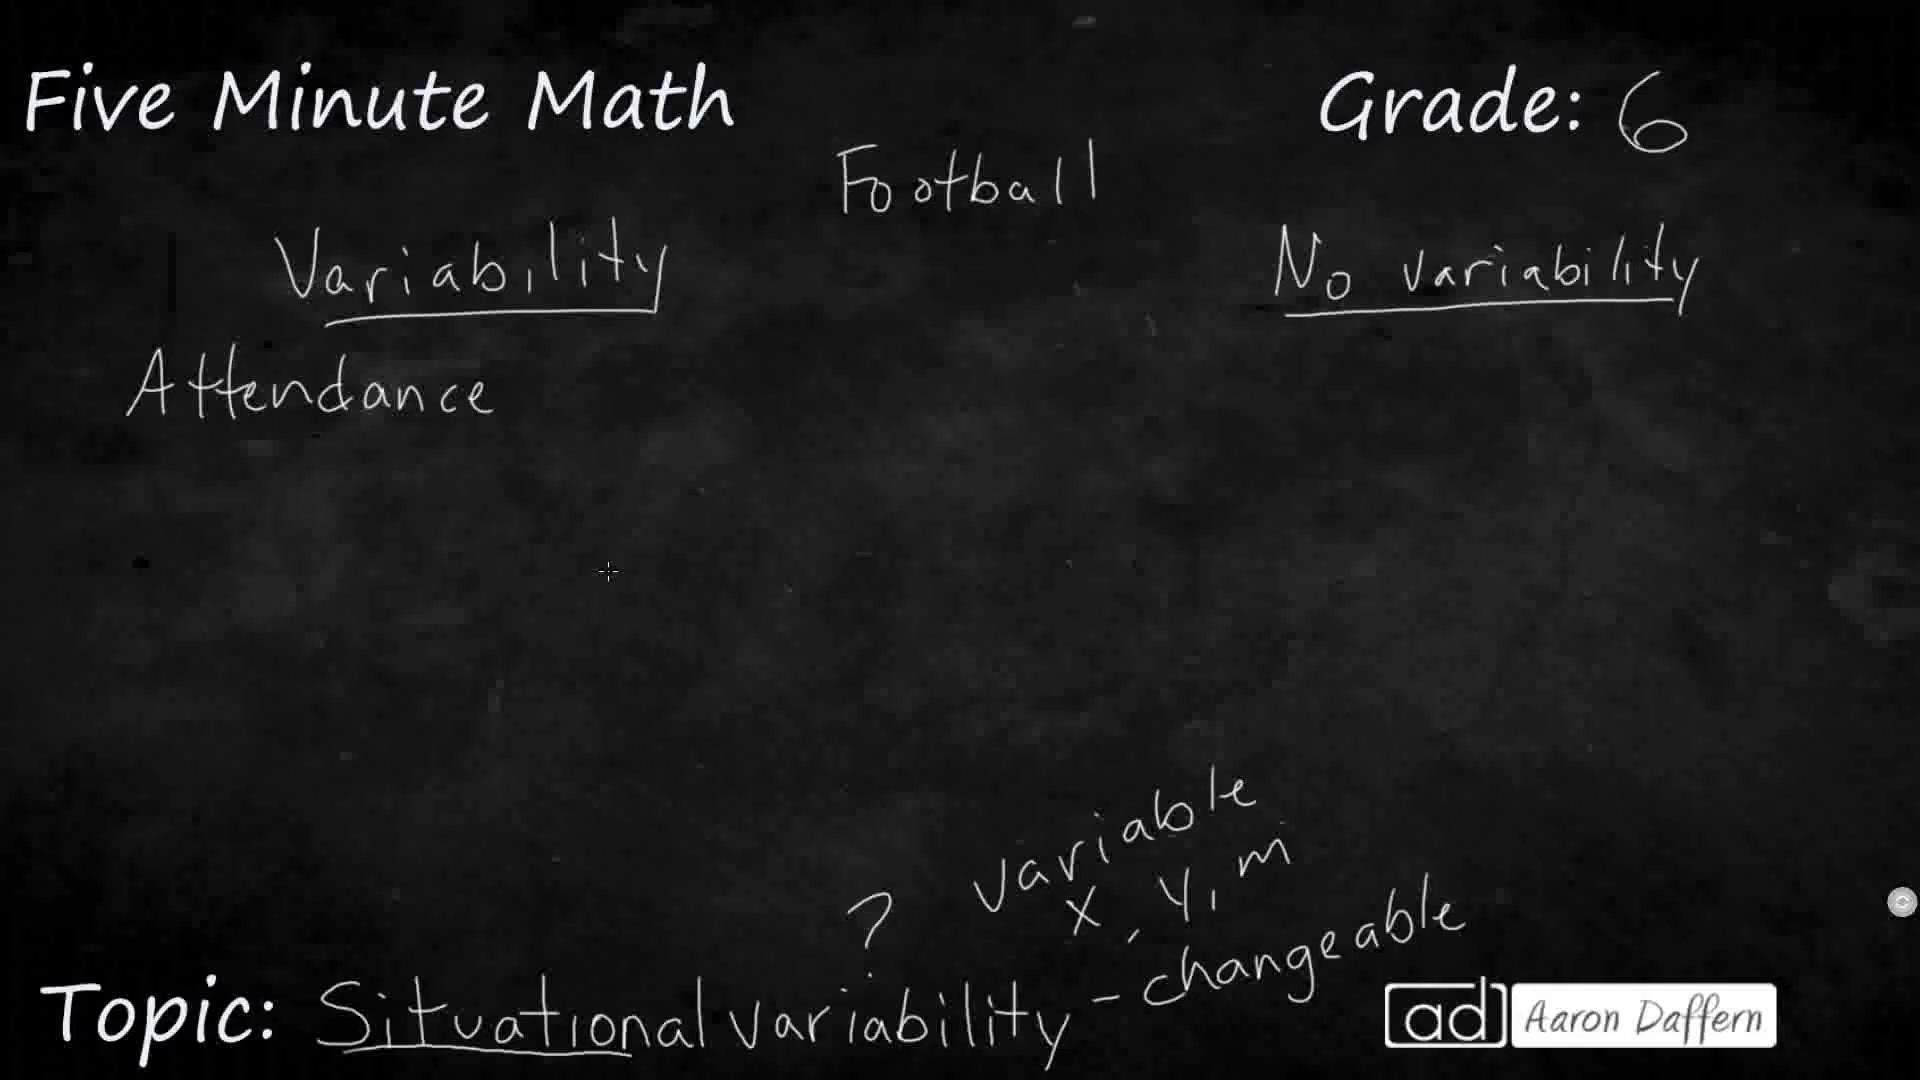 Five Minute Math
Grade: 6
Football
Variability
No variability
Attendance
variable
x, y, m
?
Topic: Situational variability - changeable
ad Aaron Daffern